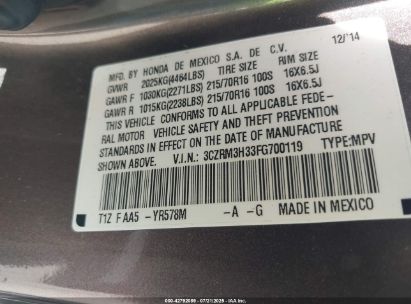 12/14
MFD. BY HONDA DE MEXICO S.A. DE C.V.
GVWR 2025KG(4464LBS) TIRE SIZE RIM SIZE
GAWR F 1030KG(2271LBS) 215/70R16 100S 16X6.5J
GAWR R 1015KG(2238LBS) 215/70R16 100S 16X6.5J
THIS VEHICLE CONFORMS TO ALL APPLICABLE FEDE-
RAL MOTOR VEHICLE SAFETY AND THEFT PREVENTION
STANDARDS IN EFFECT ON THE DATE OF MANUFACTURE
SHOWN ABOVE. V.I.N.: 3CZRM3H33FG700119 TYPE:MPV
T1Z F AA5 -YR578M -A -G MADE IN MEXICO